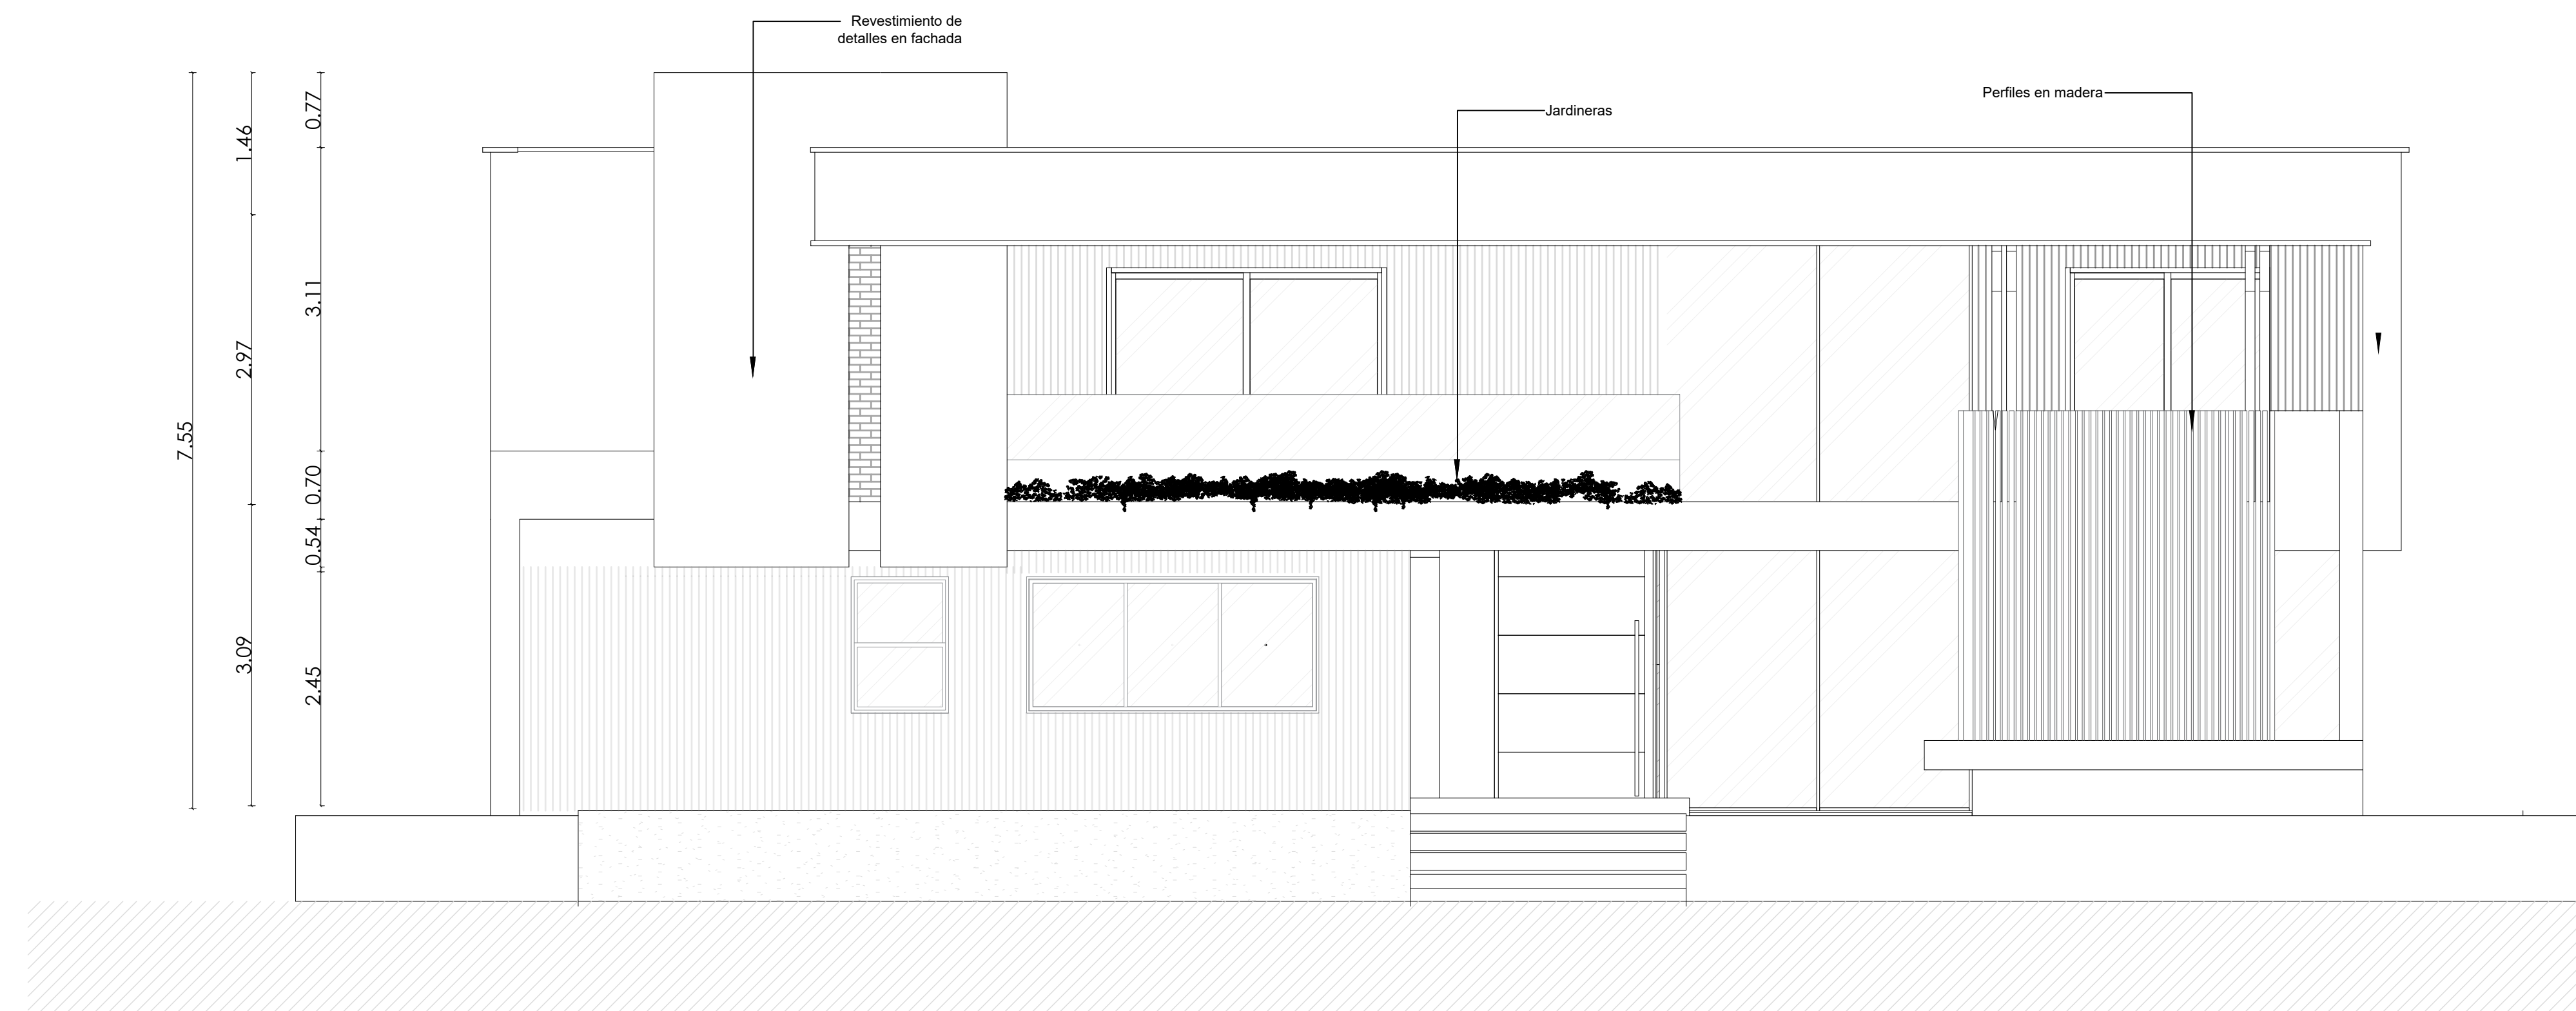 Revestimiento de
detalles en fachada
Perfiles en madera
Jardineras
0.77
1.46
3.11
2.97
7.55
0.70
0.54
3.09
2.45